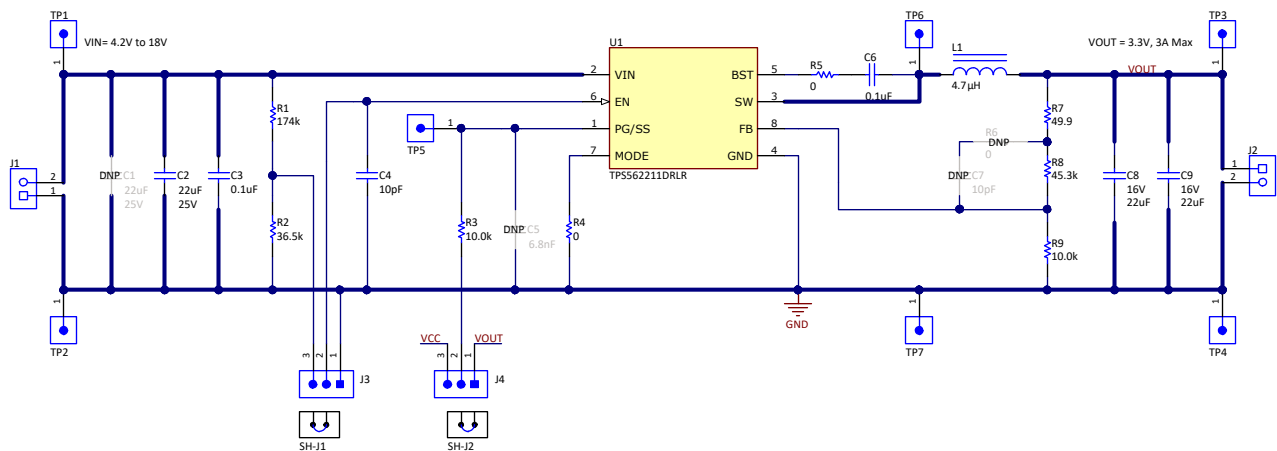 TP1
TP6
TP3
VIN= 4.2V to 18V
VOUT = 3.3V, 3A Max
1
1
1
U1
2
VIN
6
EN
1
PG/SS
7
MODE
BST
5
SW
3
FB
8
GND
4
TPS562211DRLR
R5
0
C6
0.1uF
L1
4.7µH
VOUT
R1
174k
R2
36.5k
TP5
1
J1
2
1
DNP
C1
22uF
25V
C2
22uF
25V
C3
0.1uF
C4
10pF
R3
10.0k
DNP
C5
6.8nF
R4
0
R7
49.9
R6
DNP
0
R8
45.3k
DNP
C7
10pF
R9
10.0k
C8
16V
22uF
C9
16V
22uF
J2
1
2
1
TP2
GND
1
TP7
1
TP4
3
2
1
J3
VCC
VOUT
3
2
1
J4
SH-J1
SH-J2